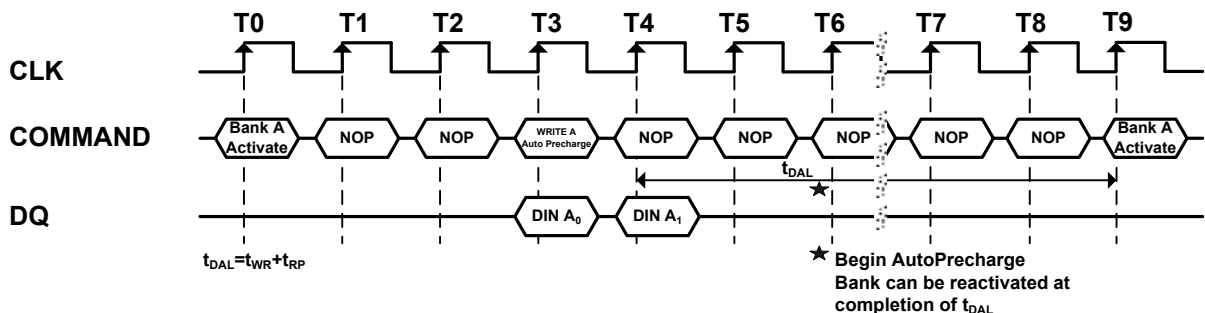 T0 T1 T2 T3 T4 T5 T6 T7 T8 T9
CLK
COMMAND
Bank A
Activate
NOP
NOP
WRITE A
Auto Precharge
NOP
NOP
NOP
NOP
NOP
Bank A
Activate
tDAL
DQ
DIN A0
DIN A1
tDAL=tWR+tRP
★ Begin AutoPrecharge
Bank can be reactivated at
completion of tDAL